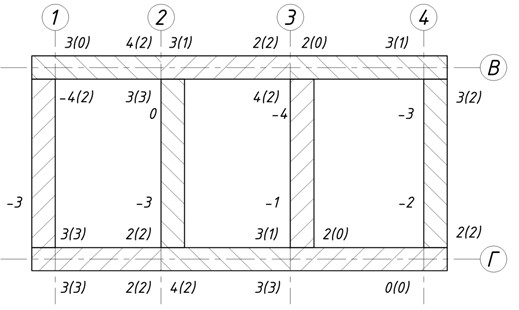 1 2 3 4
3(0) 4(2) 3(1) 2(2) 2(0) 3(1)
В
-4(2) 3(3) 4(2) 3(2)
0 -4 -3
-3 -3 -1 -2
3(3) 2(2) 3(1) 2(0) 2(2)
Г
3(3) 2(2) 4(2) 3(3) 0(0)